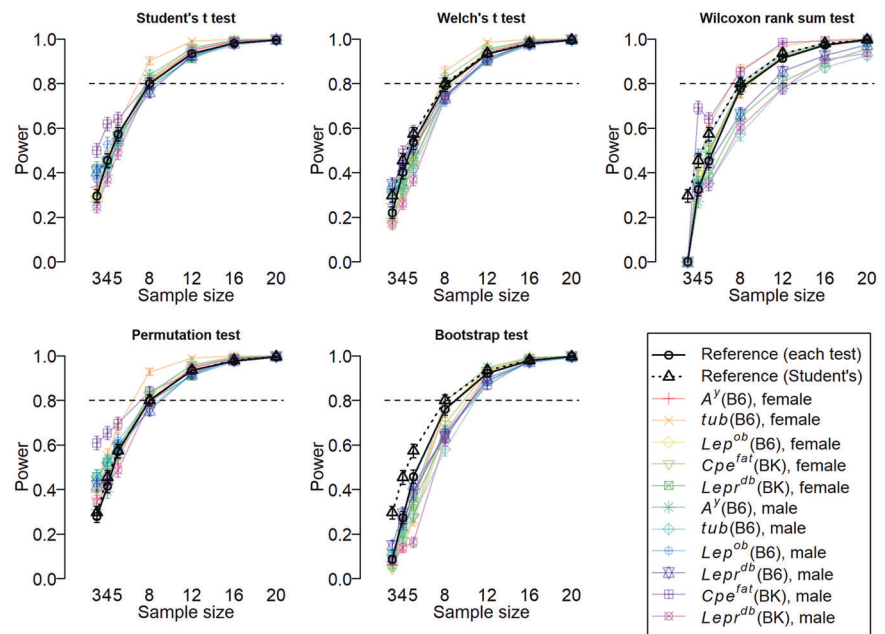 Student's t test
Power
1.0
0.8
0.6
0.4
0.2
0.0
345 8 12 16 20
Sample size
Welch's t test
Power
1.0
0.8
0.6
0.4
0.2
0.0
345 8 12 16 20
Sample size
Wilcoxon rank sum test
Power
1.0
0.8
0.6
0.4
0.2
0.0
345 8 12 16 20
Sample size
Permutation test
Power
1.0
0.8
0.6
0.4
0.2
0.0
345 8 12 16 20
Sample size
Bootstrap test
Power
1.0
0.8
0.6
0.4
0.2
0.0
345 8 12 16 20
Sample size
Reference (each test)
Reference (Student's)
A^y(B6), female
tub(B6), female
Lep^ob(B6), female
Cpe^fat(BK), female
Lepr^db(BK), female
A^y(B6), male
tub(B6), male
Lep^ob(B6), male
Lepr^db(B6), male
Cpe^fat(BK), male
Lepr^db(BK), male